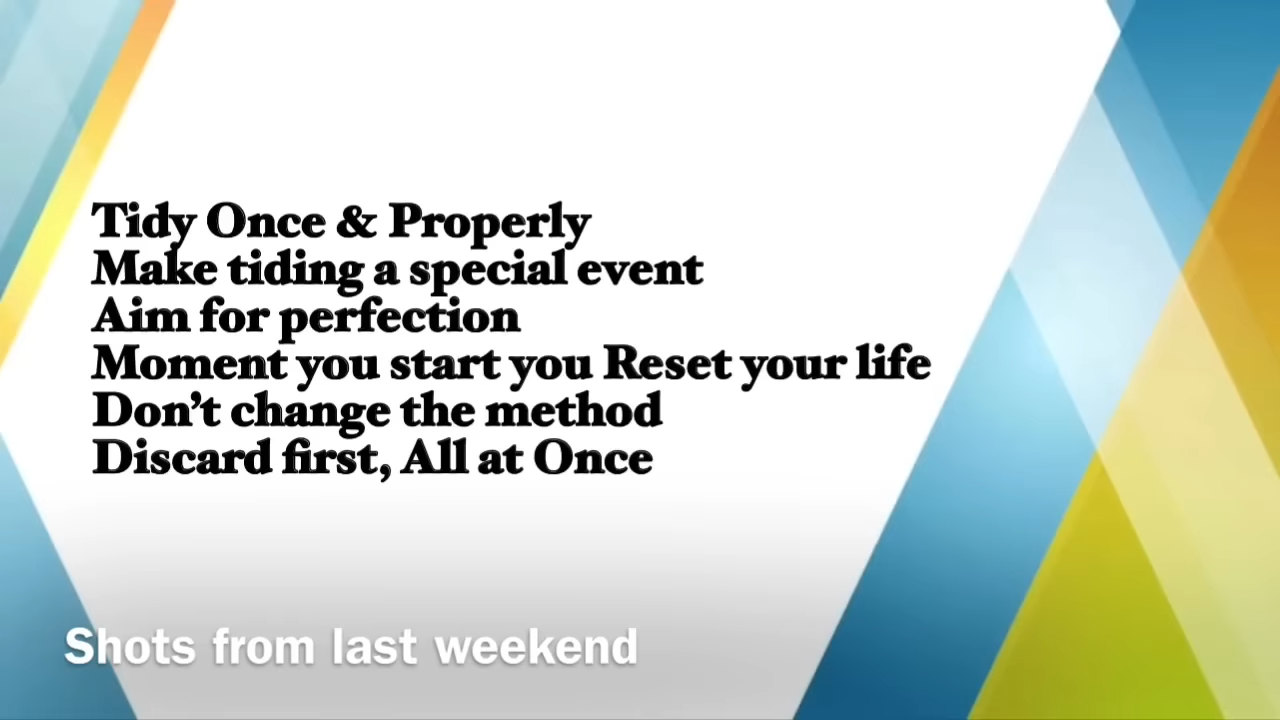 Tidy Once & Properly
Make tiding a special event
Aim for perfection
Moment you start you Reset your life
Don’t change the method
Discard first, All at Once
Shots from last weekend